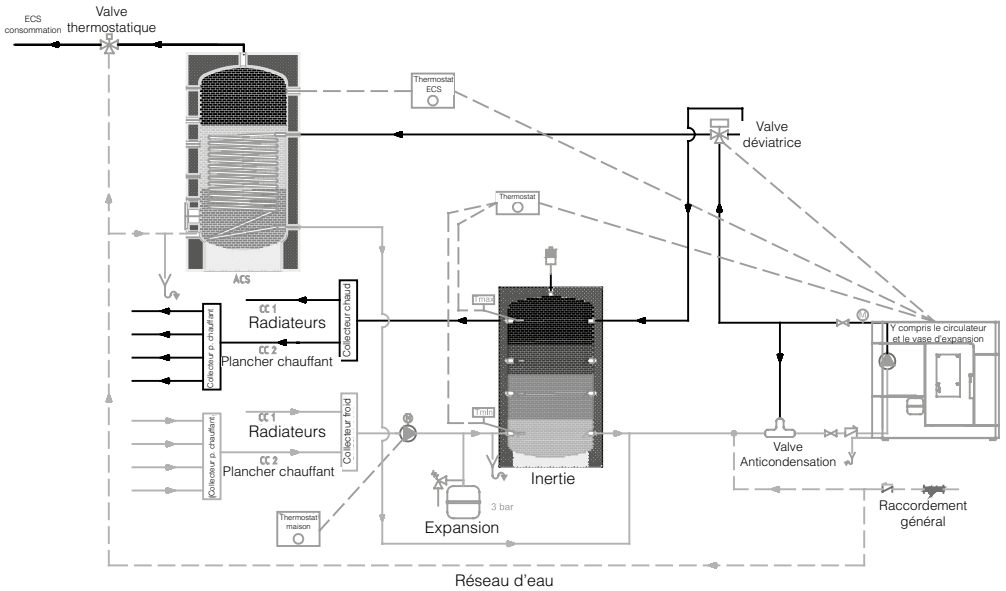 ECS
consommation
Valve
thermostatique
Thermostat
ECS
Valve
déviatrice
Thermostat
ACS
Tmax
CC 1
Radiateurs
CC 2
Plancher chauffant
Collecteur p. chauffant
Collecteur chaud
M
Y compris le circulateur
et le vase d'expansion
Tmin
CC 1
Radiateurs
CC 2
Plancher chauffant
(Collecteur p. chauffant
Collecteur froid
Inertie
Valve
Anticondensation
Expansion
3 bar
Thermostat
maison
Raccordement
général
Réseau d'eau